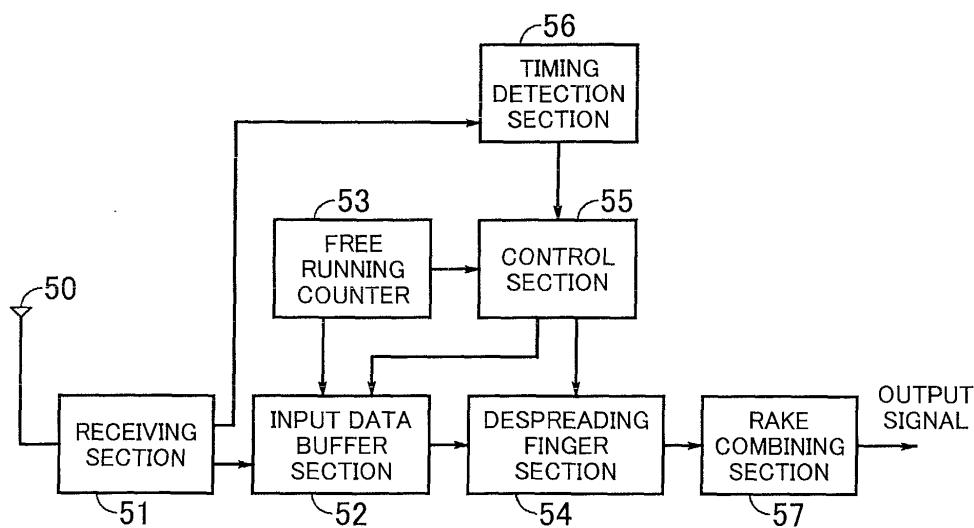 56
TIMING
DETECTION
SECTION
53
FREE
RUNNING
COUNTER
55
CONTROL
SECTION
50
RECEIVING
SECTION
51
INPUT DATA
BUFFER
SECTION
52
DESPREADING
FINGER
SECTION
54
RAKE
COMBINING
SECTION
57
OUTPUT
SIGNAL